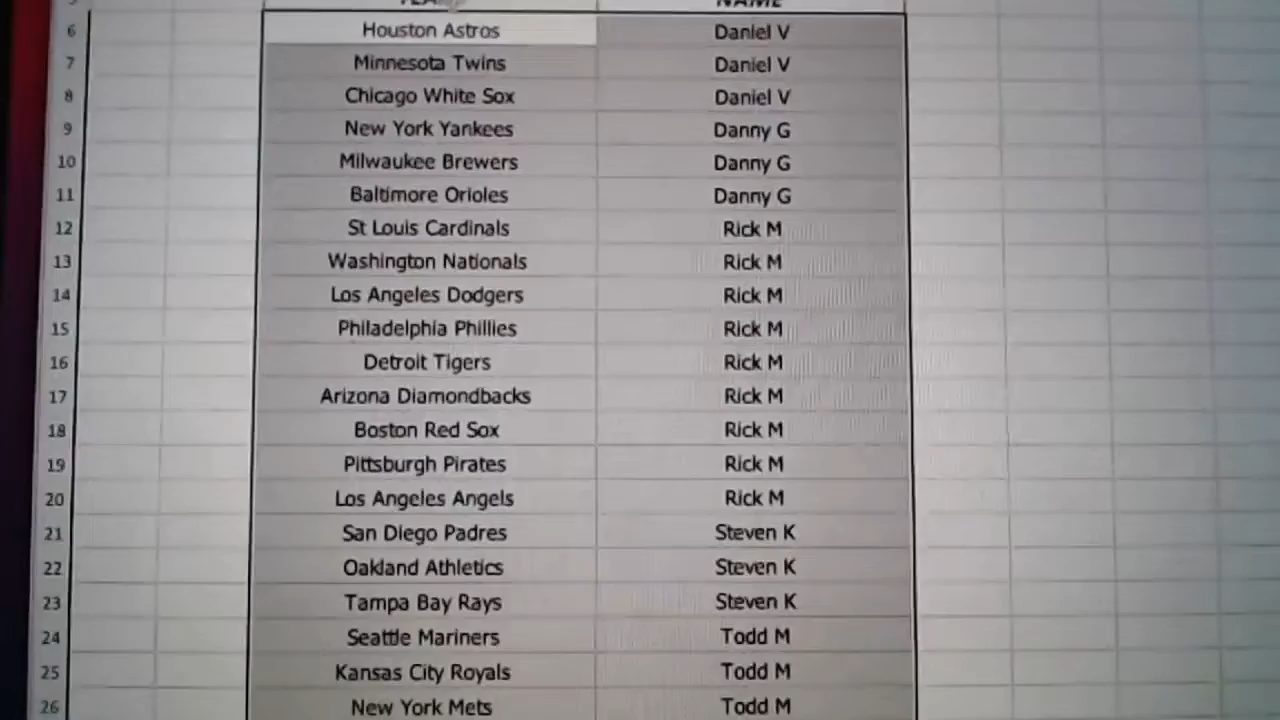 NAME
6 Houston Astros Daniel V
7 Minnesota Twins Daniel V
8 Chicago White Sox Daniel V
9 New York Yankees Danny G
10 Milwaukee Brewers Danny G
11 Baltimore Orioles Danny G
12 St Louis Cardinals Rick M
13 Washington Nationals Rick M
14 Los Angeles Dodgers Rick M
15 Philadelphia Phillies Rick M
16 Detroit Tigers Rick M
17 Arizona Diamondbacks Rick M
18 Boston Red Sox Rick M
19 Pittsburgh Pirates Rick M
20 Los Angeles Angels Rick M
21 San Diego Padres Steven K
22 Oakland Athletics Steven K
23 Tampa Bay Rays Steven K
24 Seattle Mariners Todd M
25 Kansas City Royals Todd M
26 New York Mets Todd M